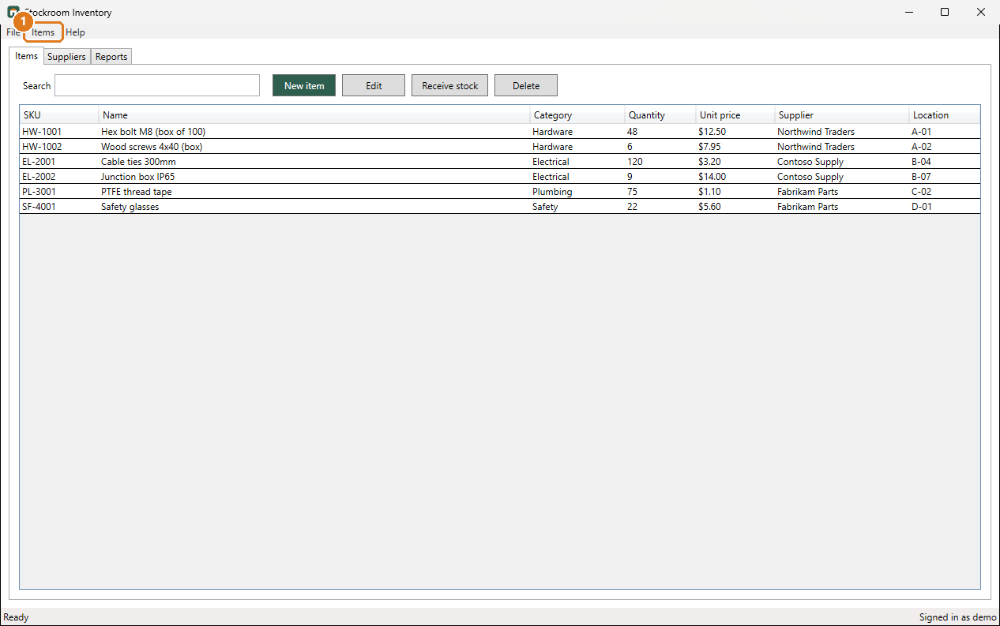 Stockroom Inventory
1
File Items Help
Items Suppliers Reports
Search New item Edit Receive stock Delete
SKU Name Category Quantity Unit price Supplier Location
HW-1001 Hex bolt M8 (box of 100) Hardware 48 $12.50 Northwind Traders A-01
HW-1002 Wood screws 4x40 (box) Hardware 6 $7.95 Northwind Traders A-02
EL-2001 Cable ties 300mm Electrical 120 $3.20 Contoso Supply B-04
EL-2002 Junction box IP65 Electrical 9 $14.00 Contoso Supply B-07
PL-3001 PTFE thread tape Plumbing 75 $1.10 Fabrikam Parts C-02
SF-4001 Safety glasses Safety 22 $5.60 Fabrikam Parts D-01
Ready Signed in as demo